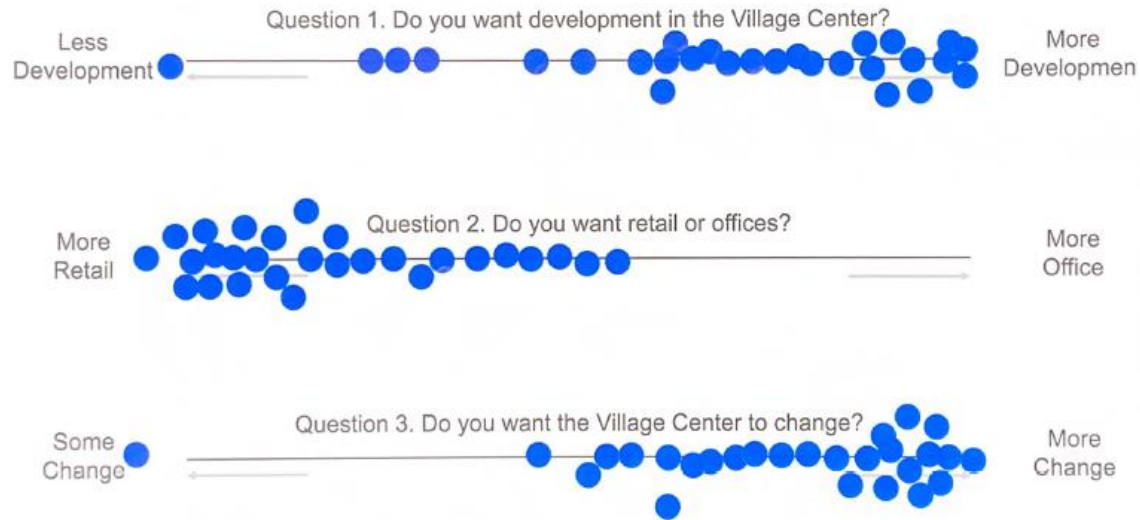 Question 1. Do you want development in the Village Center?
Less
Development
More
Developmen
Question 2. Do you want retail or offices?
More
Retail
More
Office
Question 3. Do you want the Village Center to change?
Some
Change
More
Change